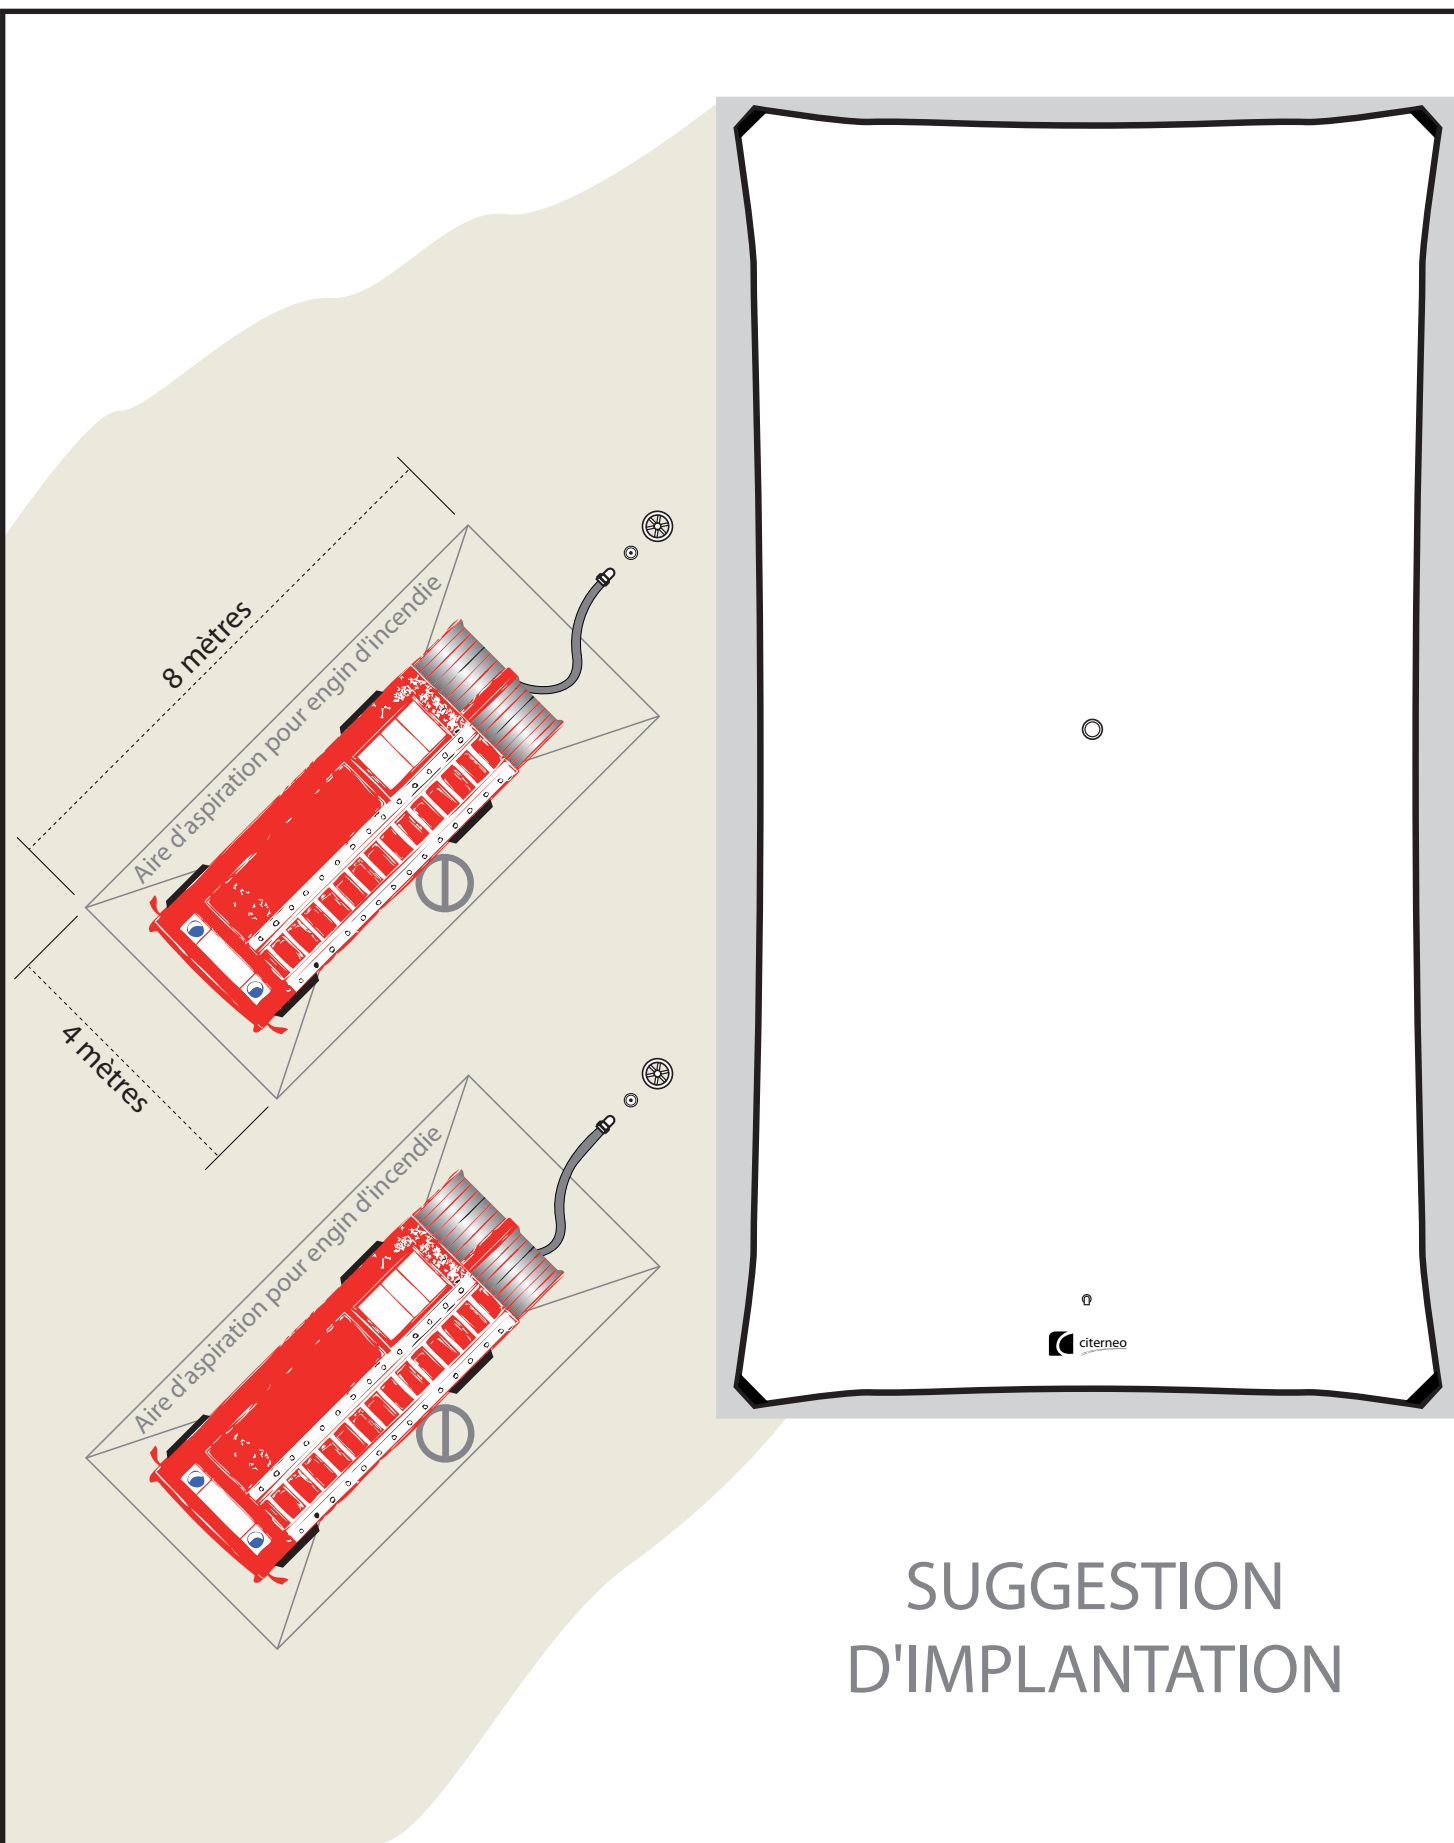 8 mètres
Aire d'aspiration pour engin d'incendie
4 mètres
Aire d'aspiration pour engin d'incendie
citerneo
SUGGESTION
D'IMPLANTATION